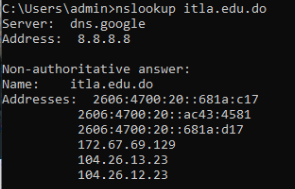 C:\Users\admin>nslookup itla.edu.do
Server:  dns.google
Address:  8.8.8.8

Non-authoritative answer:
Name:    itla.edu.do
Addresses:  2606:4700:20::681a:c17
          2606:4700:20::ac43:4581
          2606:4700:20::681a:d17
          172.67.69.129
          104.26.13.23
          104.26.12.23